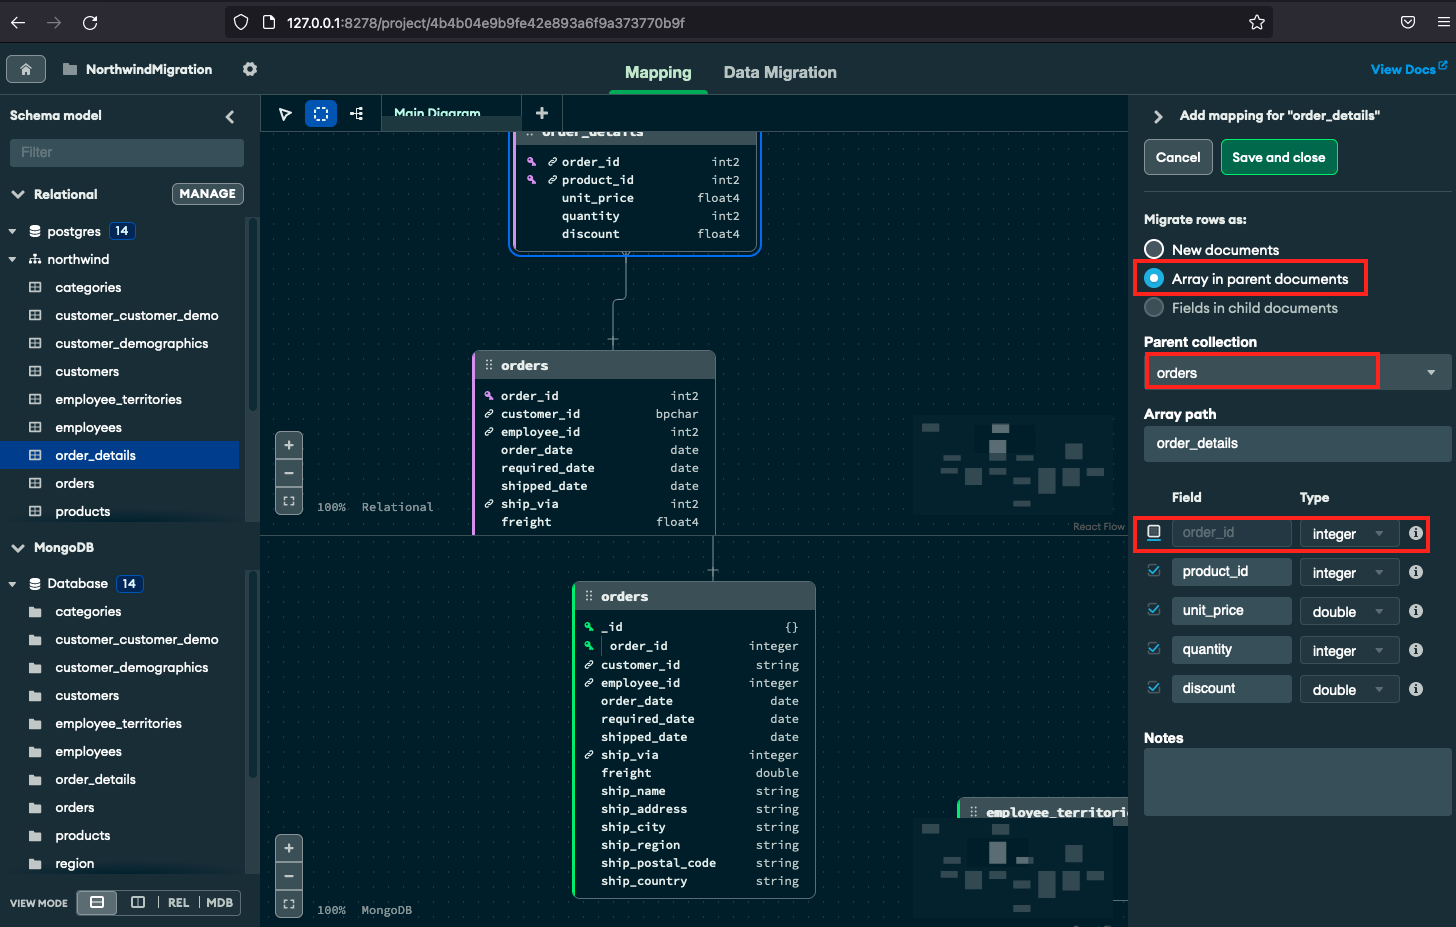 127.0.0.1:8278/project/4b4b04e9b9fe42e893a6f9a373770b9f
NorthwindMigration
Mapping
Data Migration
View Docs
Schema model
Filter
Relational
MANAGE
postgres 14
northwind
categories
customer_customer_demo
customer_demographics
customers
employee_territories
employees
order_details
orders
products
MongoDB
Database 14
categories
customer_customer_demo
customer_demographics
customers
employee_territories
employees
order_details
orders
products
region
VIEW MODE
REL
MDB
Main Diagram
order_details
order_id int2
product_id int2
unit_price float4
quantity int2
discount float4
orders
order_id int2
customer_id bpchar
employee_id int2
order_date date
required_date date
shipped_date date
ship_via int2
freight float4
100% Relational
React Flow
orders
_id {}
order_id integer
customer_id string
employee_id integer
order_date date
required_date date
shipped_date date
ship_via integer
freight double
ship_name string
ship_address string
ship_city string
ship_region string
ship_postal_code string
ship_country string
employee_territori
100% MongoDB
Add mapping for "order_details"
Cancel
Save and close
Migrate rows as:
New documents
Array in parent documents
Fields in child documents
Parent collection
orders
Array path
order_details
Field Type
order_id integer
product_id integer
unit_price double
quantity integer
discount double
Notes